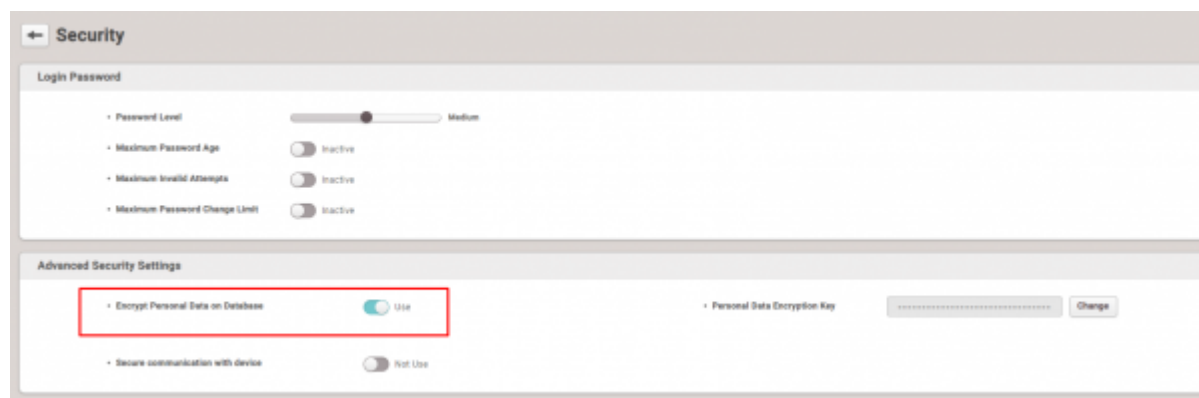 Security
Login Password
Password Level Medium
Maximum Password Age Inactive
Maximum Invalid Attempts Inactive
Maximum Password Change Limit Inactive
Advanced Security Settings
Encrypt Personal Data on Database Use Personal Data Encryption Key Change
Secure communication with device Not Use